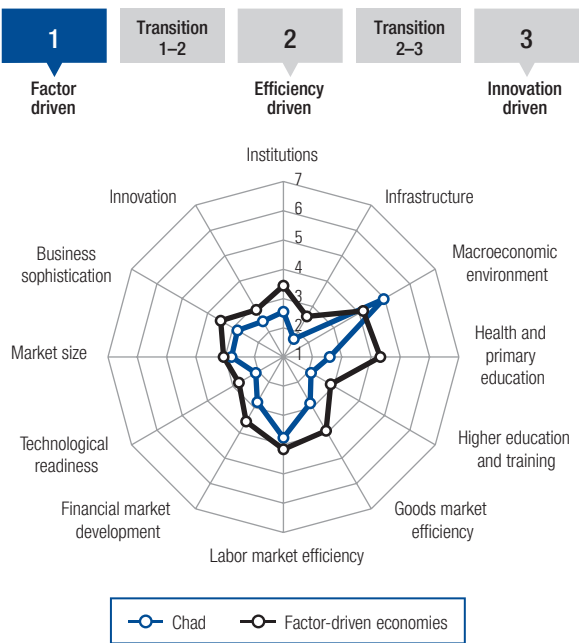 1
Transition
1–2
2
Transition
2–3
3
Factor
driven
Efficiency
driven
Innovation
driven
Institutions
7
6
5
4
3
2
1
Infrastructure
Macroeconomic
environment
Health and
primary
education
Higher education
and training
Goods market
efficiency
Labor market efficiency
Financial market
development
Technological
readiness
Market size
Business
sophistication
Innovation
Chad
Factor-driven economies